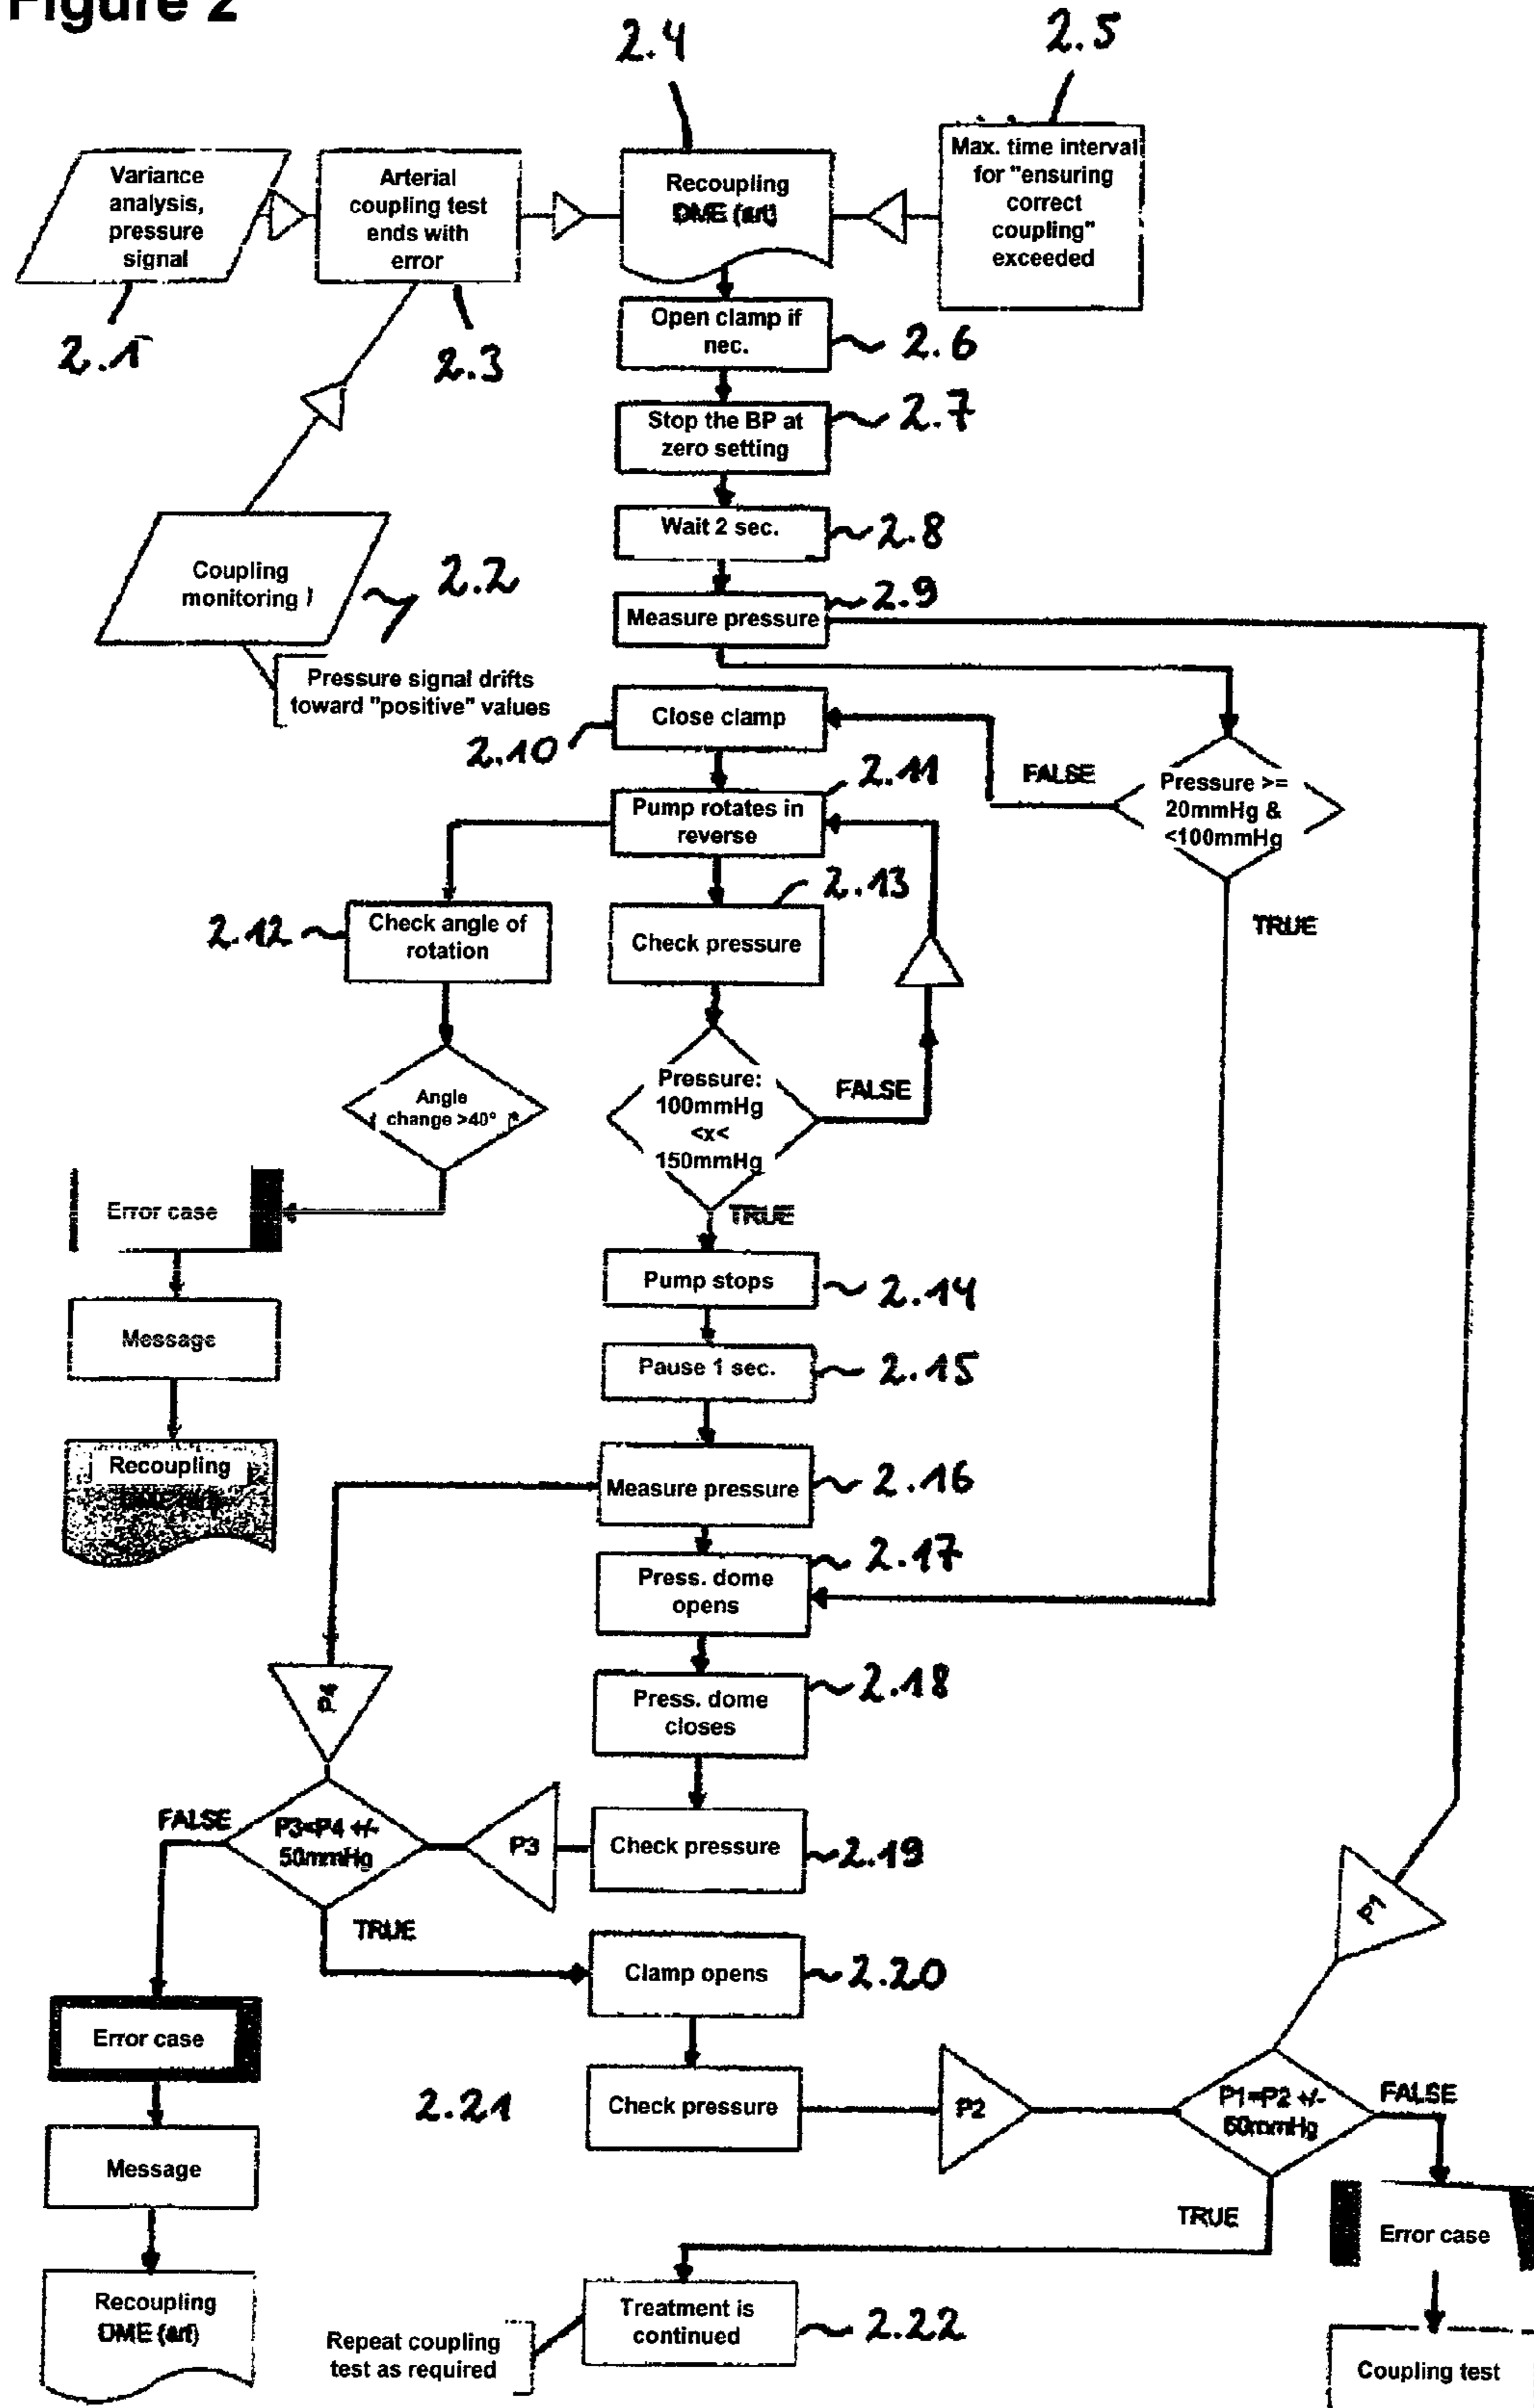 Figure 2
2.4
2.5
Variance
analysis,
pressure
signal
Arterial
coupling test
ends with
error
Recoupling
DME (art)
Max. time interval
for "ensuring
correct
coupling"
exceeded
2.1
2.3
Open clamp if
nec.
2.6
Stop the BP at
zero setting
2.7
Wait 2 sec.
2.8
Coupling
monitoring
2.2
Measure pressure
2.9
Pressure signal drifts
toward "positive" values
Close clamp
2.10
FALSE
Pressure >=
20mmHg &
<100mmHg
2.11
Pump rotates in
reverse
2.13
TRUE
2.12
Check angle of
rotation
Check pressure
Angle
change >40°
Pressure:
100mmHg
<x<
150mmHg
FALSE
TRUE
Error case
Pump stops
2.14
Message
Pause 1 sec.
2.15
Recoupling
Measure pressure
2.16
Press. dome
opens
2.17
P4
Press. dome
closes
2.18
FALSE
P3=P4 +/-
50mmHg
P3
Check pressure
2.19
TRUE
P1
Clamp opens
2.20
Error case
2.21
Check pressure
P2
P1=P2 +/-
50mmHg
FALSE
Message
TRUE
Error case
Recoupling
DME (art)
Treatment is
continued
2.22
Repeat coupling
test as required
Coupling test